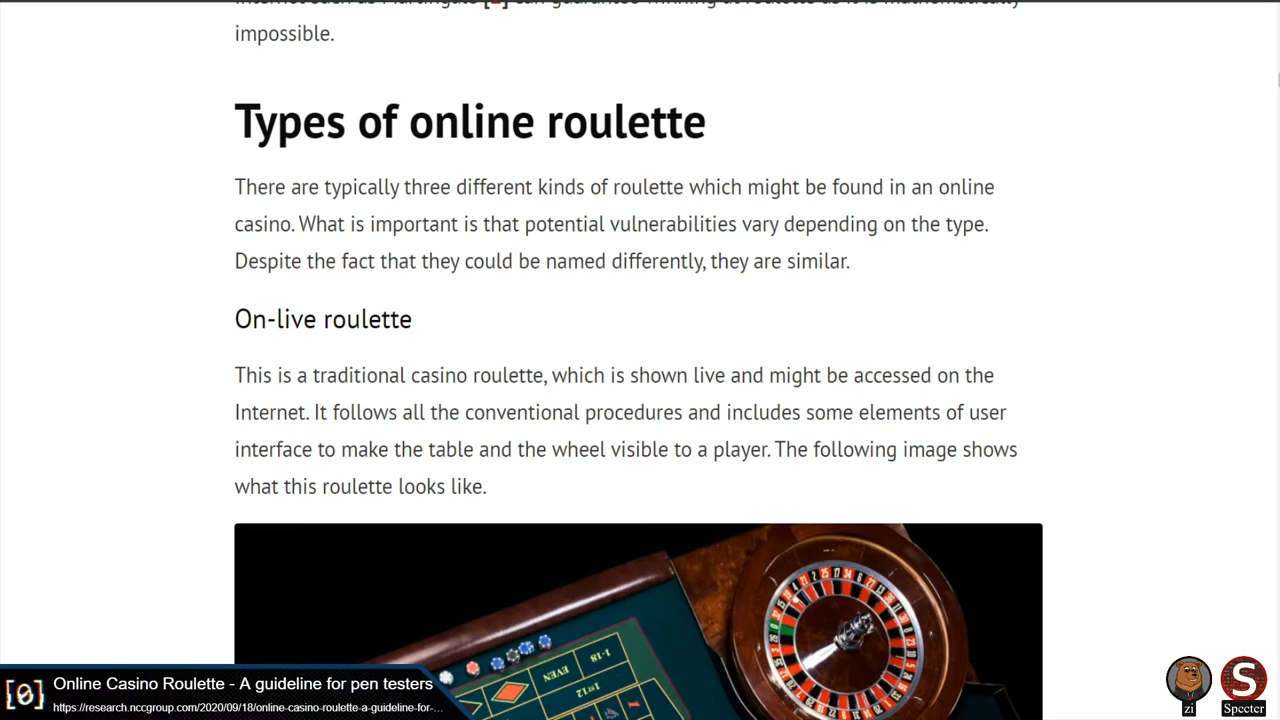 impossible.
Types of online roulette
There are typically three different kinds of roulette which might be found in an online
casino. What is important is that potential vulnerabilities vary depending on the type.
Despite the fact that they could be named differently, they are similar.
On-live roulette
This is a traditional casino roulette, which is shown live and might be accessed on the
Internet. It follows all the conventional procedures and includes some elements of user
interface to make the table and the wheel visible to a player. The following image shows
what this roulette looks like.
EVEN
1-18
1st 12
[0]
Online Casino Roulette - A guideline for pen testers
https://research.nccgroup.com/2020/09/18/online-casino-roulette-a-guideline-for-...
zi
S
Specter